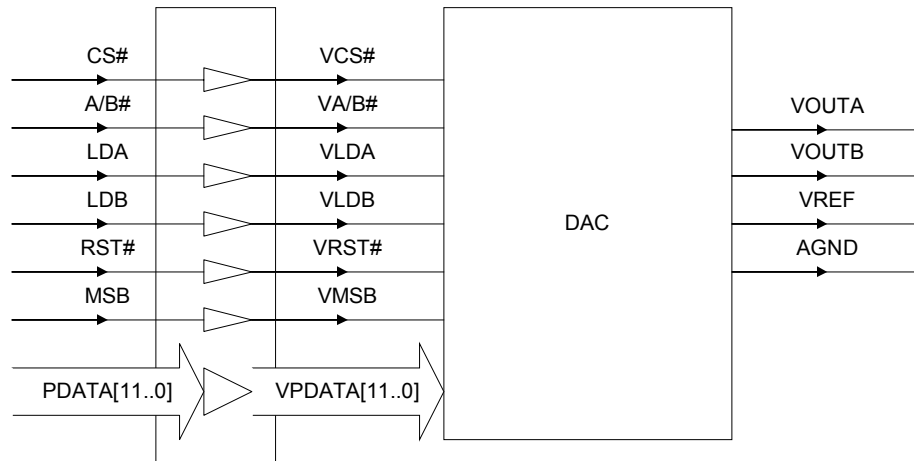 CS# VCS#
A/B# VA/B# VOUTA
LDA VLDA VOUTB
LDB VLDB DAC VREF
RST# VRST# AGND
MSB VMSB
PDATA[11..0] VPDATA[11..0]